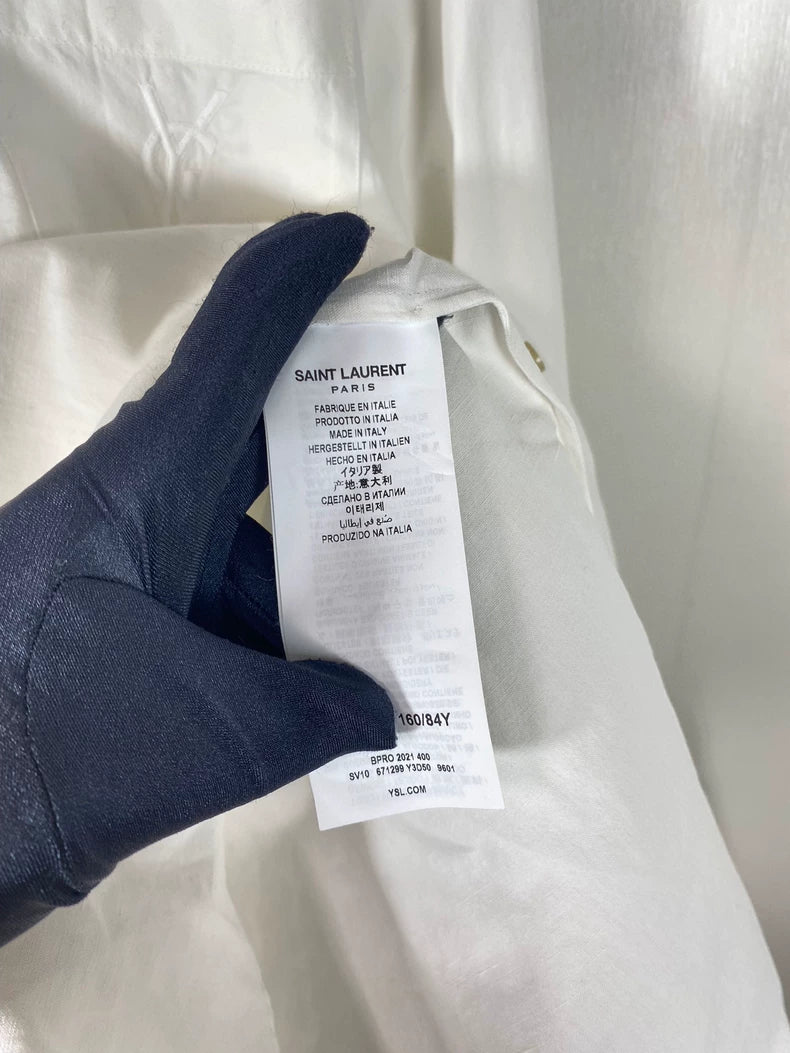 SAINT LAURENT
PARIS
FABRIQUE EN ITALIE
PRODOTTO IN ITALIA
MADE IN ITALY
HERGESTELLT IN ITALIEN
HECHO EN ITALIA
イタリア製
产地:意大利
СДЕЛАНО В ИТАЛИИ
이태리제
صنع في إيطاليا
PRODUZIDO NA ITALIA
160/84Y
BPRO 2021 400
SV10 671299 Y3D50 9601
YSL.COM